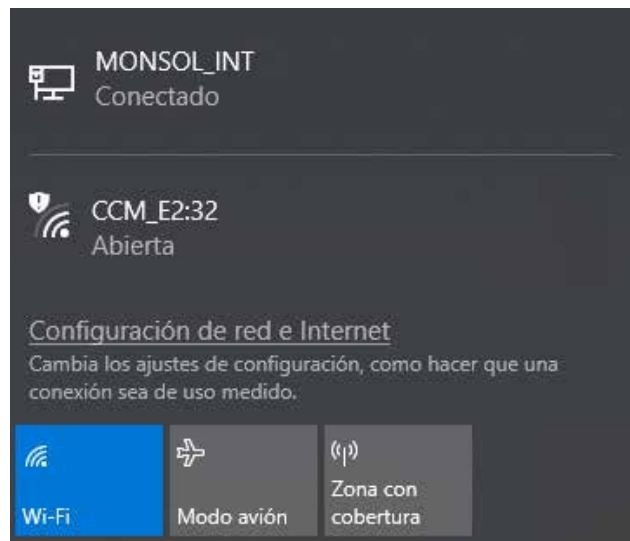 MONSOL_INT
Conectado
CCM_E2:32
Abierta
Configuración de red e Internet
Cambia los ajustes de configuración, como hacer que una
conexión sea de uso medido.
Wi-Fi
Modo avión
Zona con
cobertura